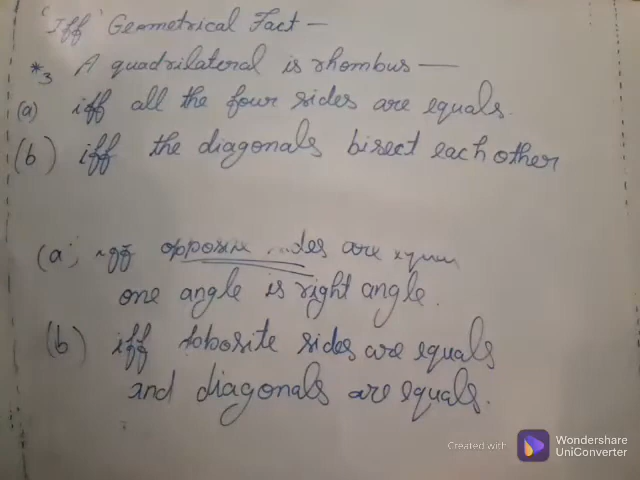 'Iff' Geometrical Fact —
*3 A quadrilateral is rhombus —
(a) iff all the four sides are equals.
(b) iff the diagonals bisect each other
(a) iff opposite sides are
one angle is right angle.
(b) iff opposite sides are equals
and diagonals are equals.
Created with Wondershare UniConverter